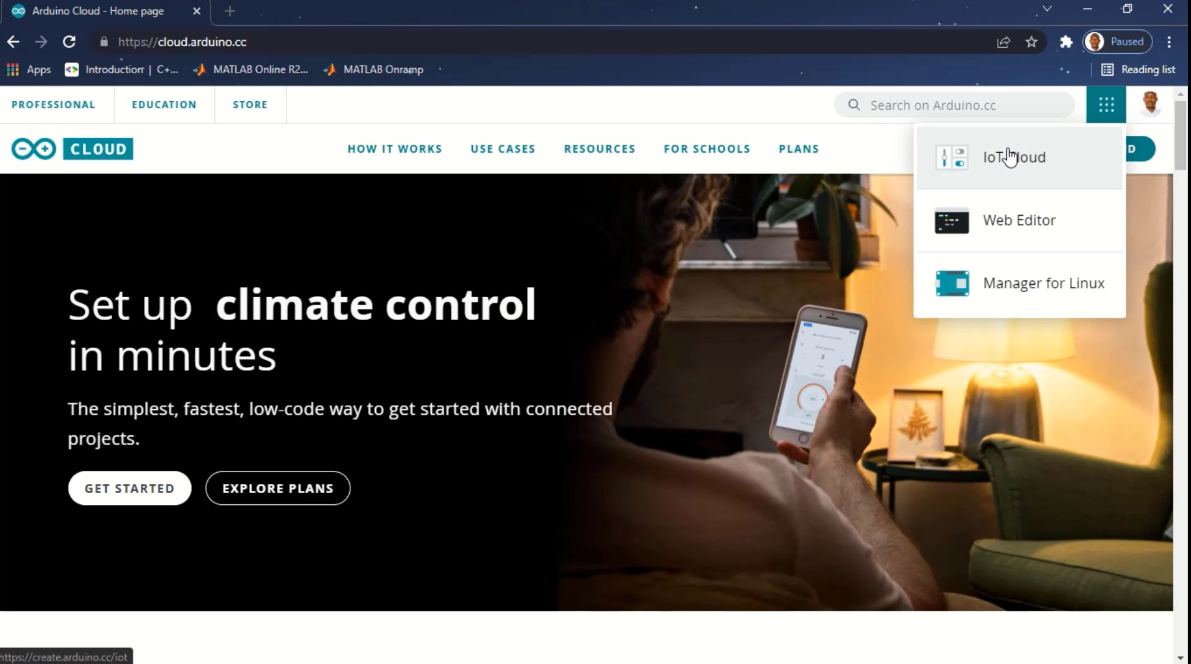 Arduino Cloud - Home page
https://cloud.arduino.cc
Paused
Apps
Introduction | C+...
MATLAB Online R2...
MATLAB Onramp
Reading list
PROFESSIONAL
EDUCATION
STORE
Search on Arduino.cc
CLOUD
HOW IT WORKS
USE CASES
RESOURCES
FOR SCHOOLS
PLANS
D
IoT Cloud
Web Editor
Manager for Linux
Set up climate control
in minutes
The simplest, fastest, low-code way to get started with connected
projects.
GET STARTED
EXPLORE PLANS
https://create.arduino.cc/iot